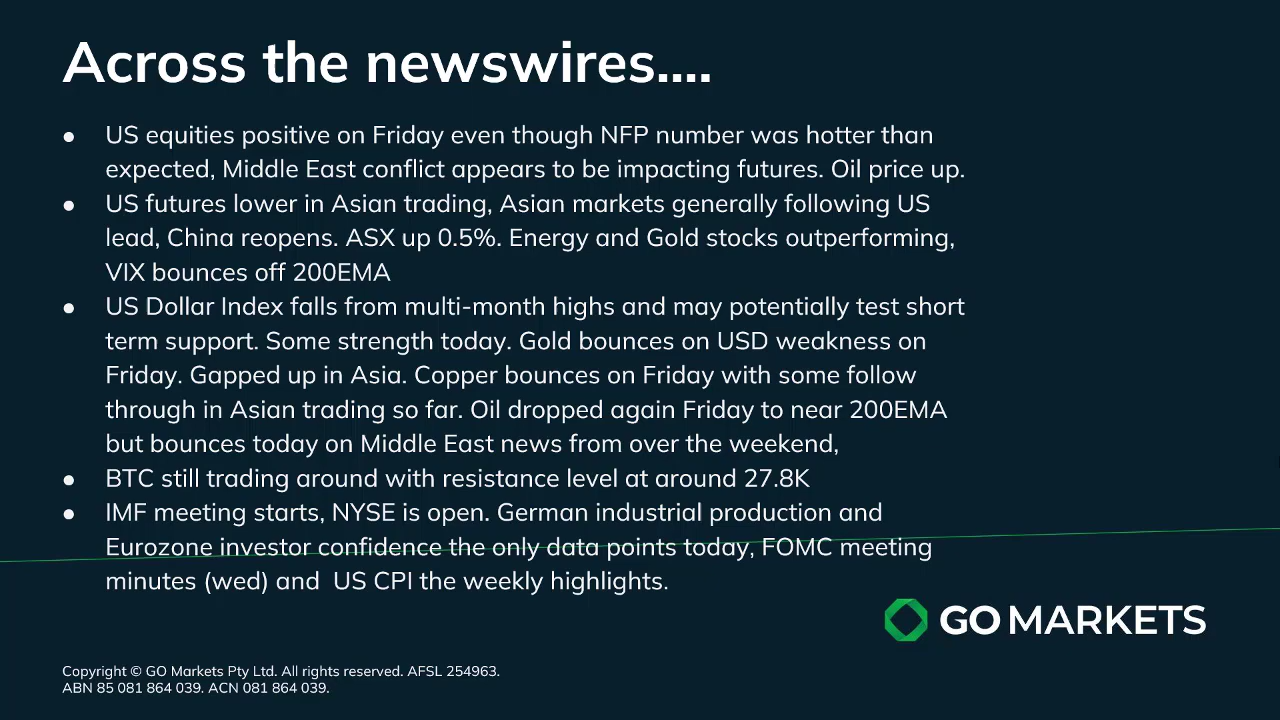 Across the newswires....
● US equities positive on Friday even though NFP number was hotter than
expected, Middle East conflict appears to be impacting futures. Oil price up.
● US futures lower in Asian trading, Asian markets generally following US
lead, China reopens. ASX up 0.5%. Energy and Gold stocks outperforming,
VIX bounces off 200EMA
● US Dollar Index falls from multi-month highs and may potentially test short
term support. Some strength today. Gold bounces on USD weakness on
Friday. Gapped up in Asia. Copper bounces on Friday with some follow
through in Asian trading so far. Oil dropped again Friday to near 200EMA
but bounces today on Middle East news from over the weekend,
● BTC still trading around with resistance level at around 27.8K
● IMF meeting starts, NYSE is open. German industrial production and
Eurozone investor confidence the only data points today, FOMC meeting
minutes (wed) and  US CPI the weekly highlights.
GO MARKETS
Copyright © GO Markets Pty Ltd. All rights reserved. AFSL 254963.
ABN 85 081 864 039. ACN 081 864 039.